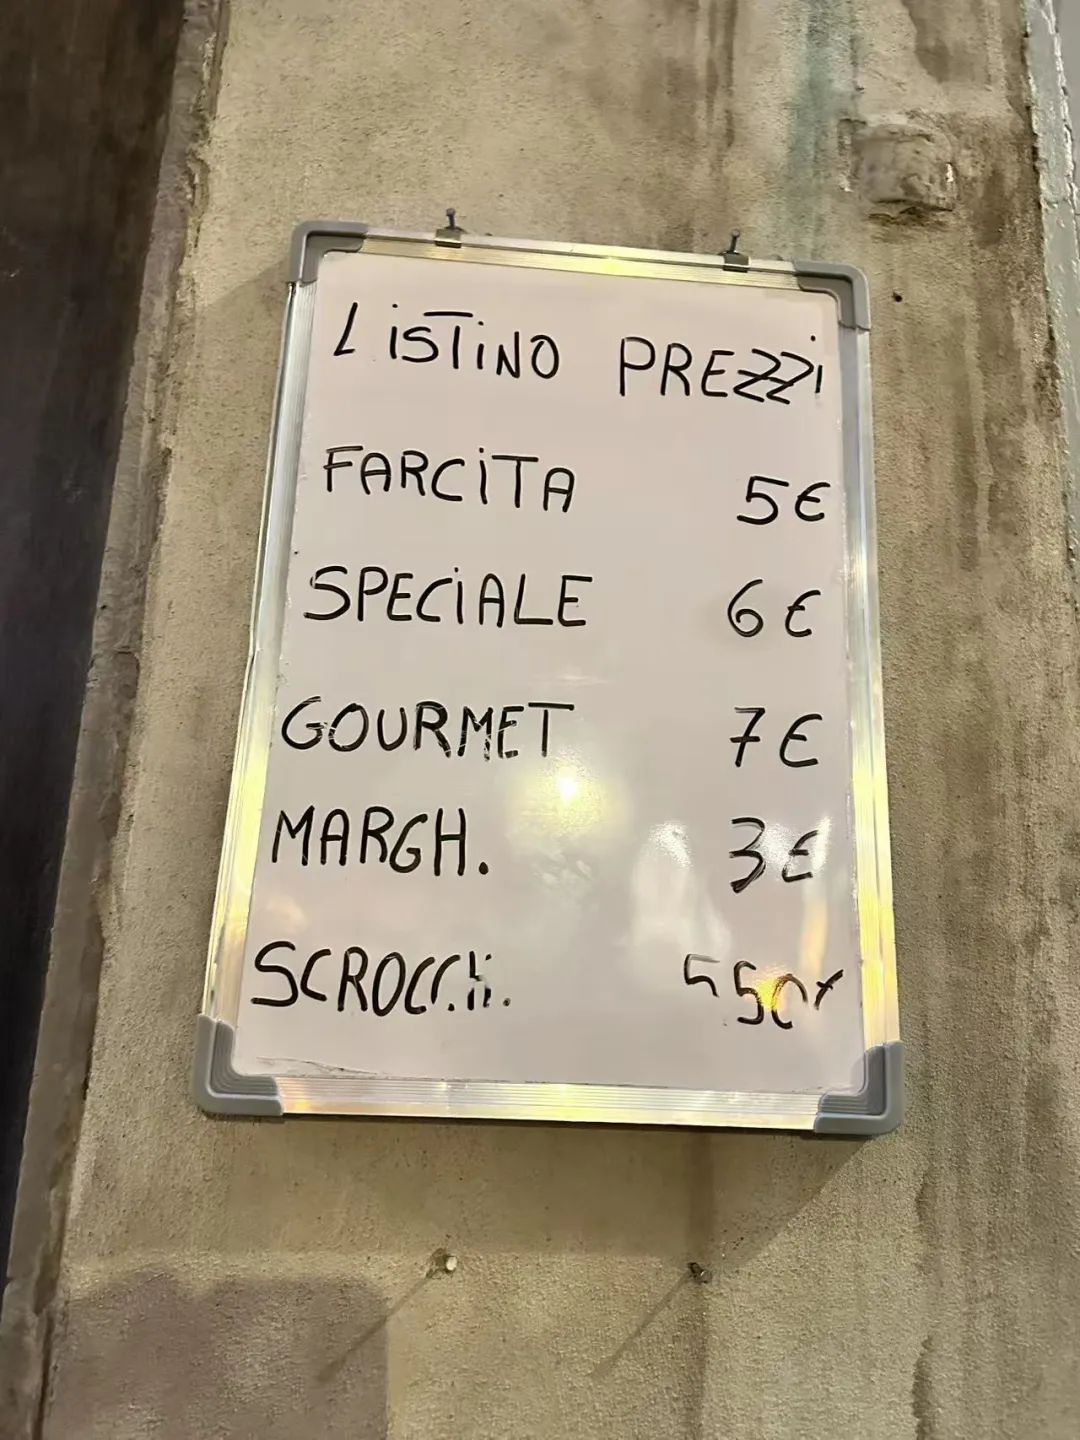 LISTINO PREZZI
FARCITA 5€
SPECIALE 6€
GOURMET 7€
MARGH. 3€